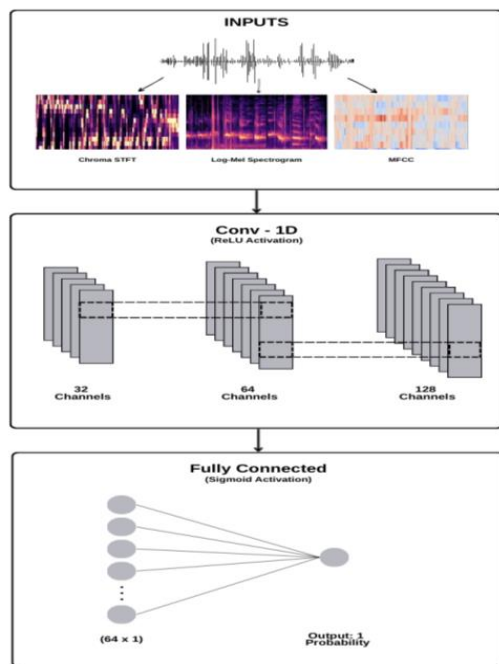 INPUTS
Chroma STFT
Log-Mel Spectrogram
MFCC
Conv - 1D
(ReLU Activation)
32
Channels
64
Channels
128
Channels
Fully Connected
(Sigmoid Activation)
(64 x 1)
Output: 1
Probability